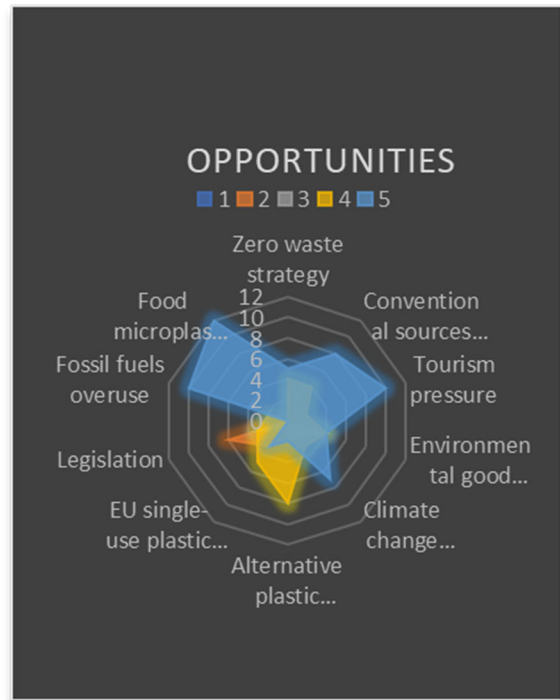 OPPORTUNITIES
1 2 3 4 5
Zero waste
strategy
Convention
al sources...
Tourism
pressure
Environmen
tal good...
Climate
change...
Alternative
plastic...
EU single-
use plastic...
Legislation
Fossil fuels
overuse
Food
microplas...
12
10
8
6
4
2
0